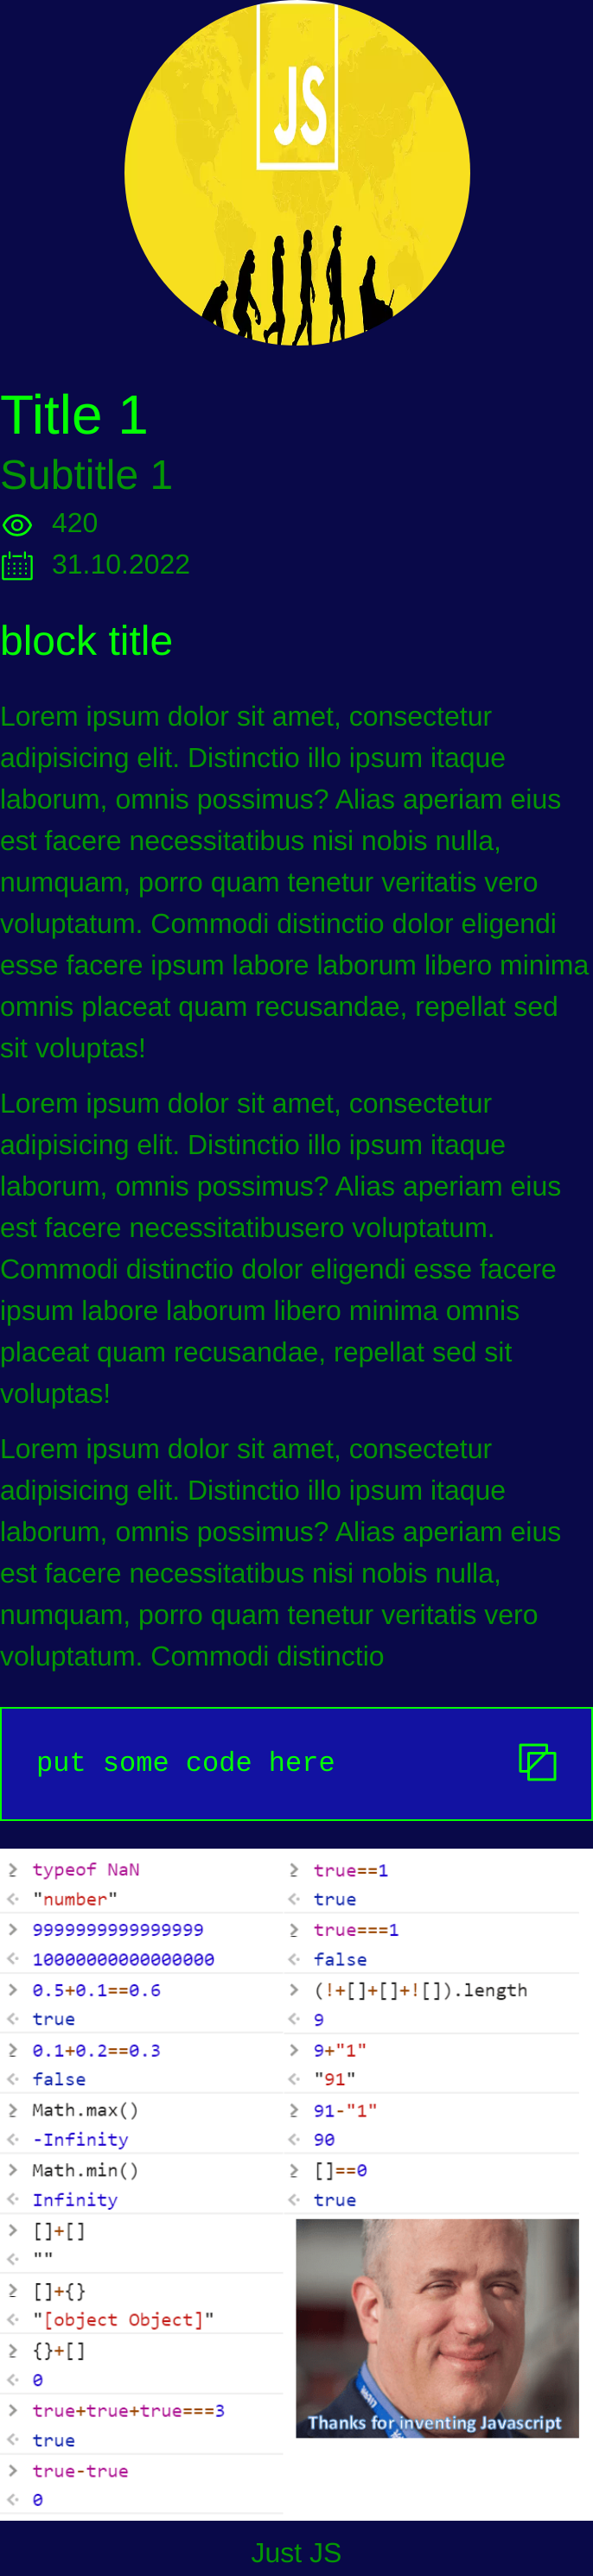 JS
Title 1
Subtitle 1
420
31.10.2022
block title
Lorem ipsum dolor sit amet, consectetur
adipisicing elit. Distinctio illo ipsum itaque
laborum, omnis possimus? Alias aperiam eius
est facere necessitatibus nisi nobis nulla,
numquam, porro quam tenetur veritatis vero
voluptatum. Commodi distinctio dolor eligendi
esse facere ipsum labore laborum libero minima
omnis placeat quam recusandae, repellat sed
sit voluptas!
Lorem ipsum dolor sit amet, consectetur
adipisicing elit. Distinctio illo ipsum itaque
laborum, omnis possimus? Alias aperiam eius
est facere necessitatibusero voluptatum.
Commodi distinctio dolor eligendi esse facere
ipsum labore laborum libero minima omnis
placeat quam recusandae, repellat sed sit
voluptas!
Lorem ipsum dolor sit amet, consectetur
adipisicing elit. Distinctio illo ipsum itaque
laborum, omnis possimus? Alias aperiam eius
est facere necessitatibus nisi nobis nulla,
numquam, porro quam tenetur veritatis vero
voluptatum. Commodi distinctio
put some code here
typeof NaN
"number"
9999999999999999
10000000000000000
0.5+0.1==0.6
true
0.1+0.2==0.3
false
Math.max()
-Infinity
Math.min()
Infinity
[]+[]
""
[]+{}
"[object Object]"
{}+[]
0
true+true+true===3
true
true-true
0
true==1
true
true===1
false
(!+[]+[]+![]).length
9
9+"1"
"91"
91-"1"
90
[]==0
true
Thanks for inventing Javascript
Just JS